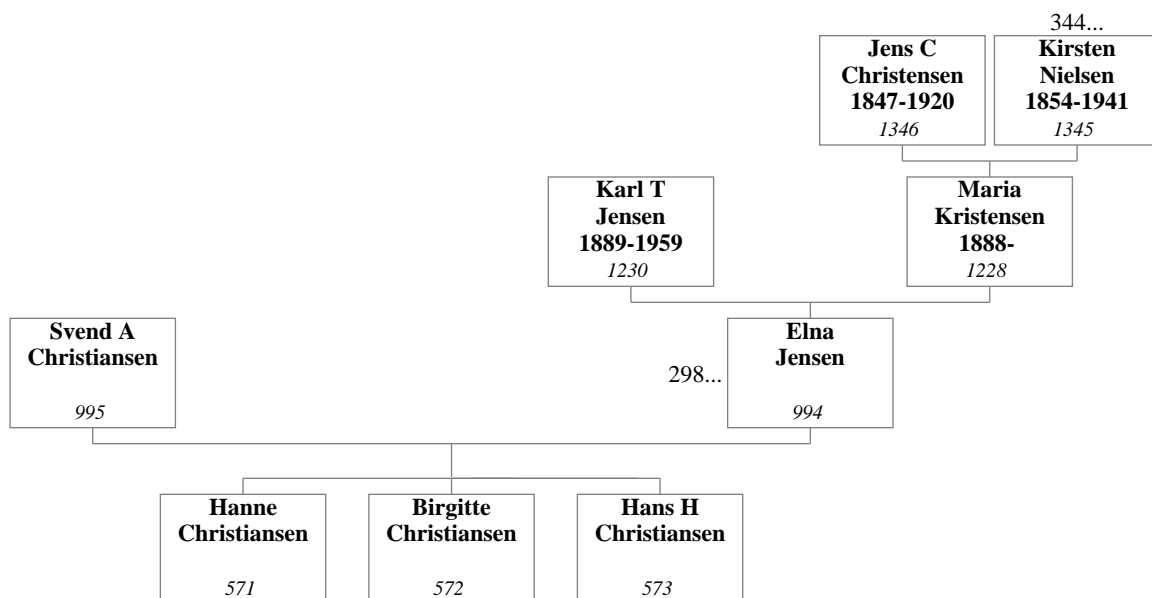 344...
Jens C
Christensen
1847-1920
1346
Kirsten
Nielsen
1854-1941
1345
Karl T
Jensen
1889-1959
1230
Maria
Kristensen
1888-
1228
Svend A
Christiansen
995
298...
Elna
Jensen
994
Hanne
Christiansen
571
Birgitte
Christiansen
572
Hans H
Christiansen
573